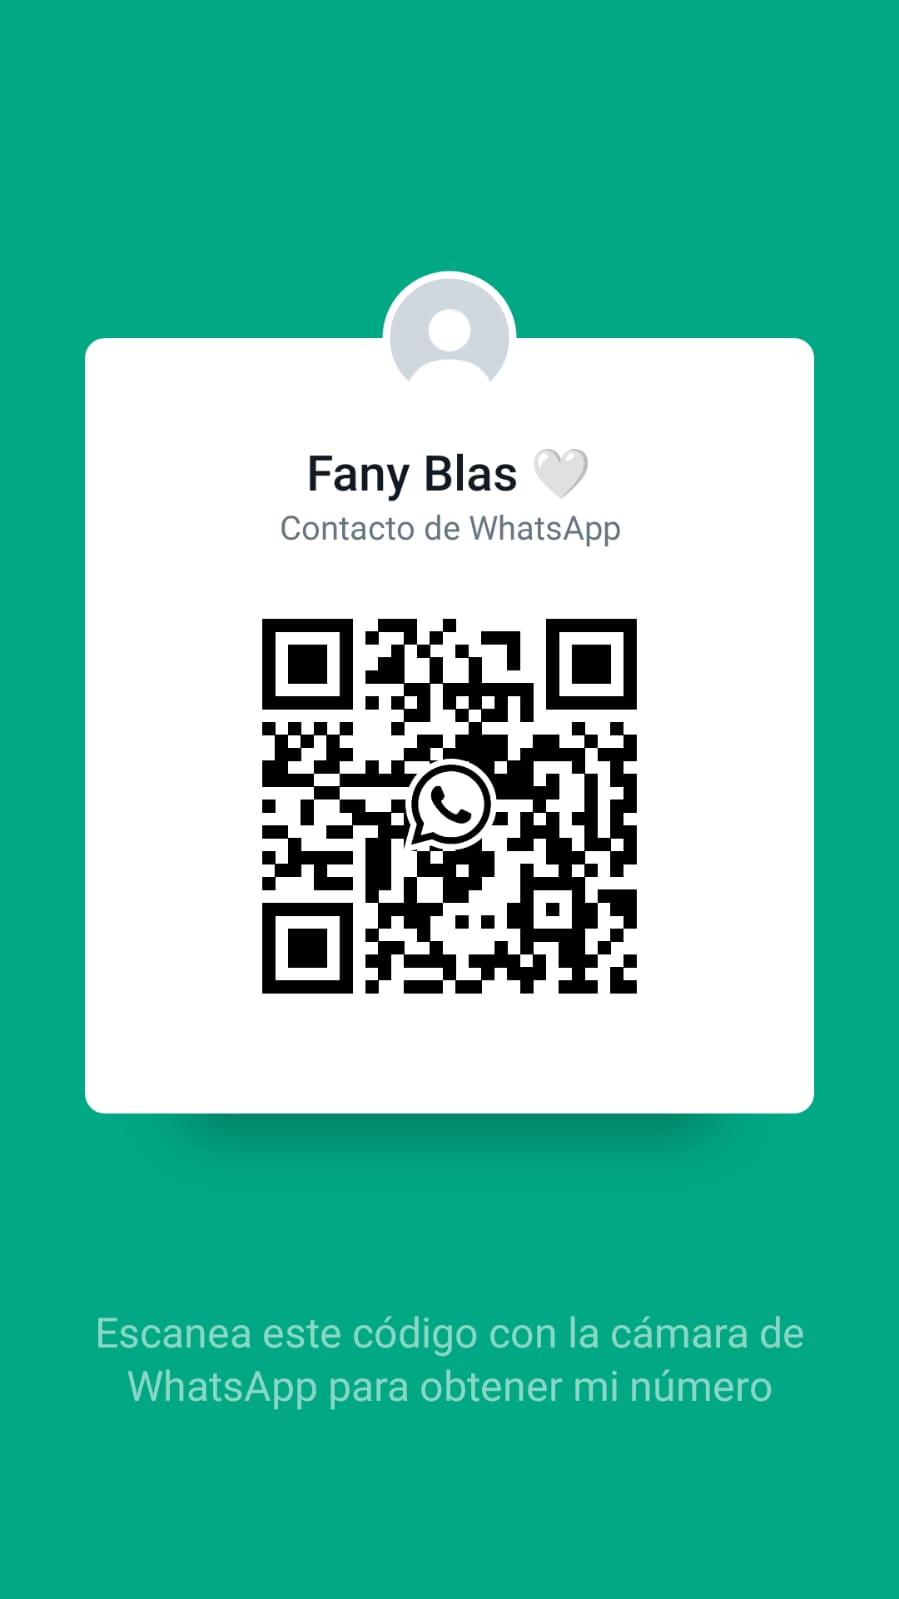 Fany Blas 🤍
Contacto de WhatsApp
Escanea este código con la cámara de
WhatsApp para obtener mi número